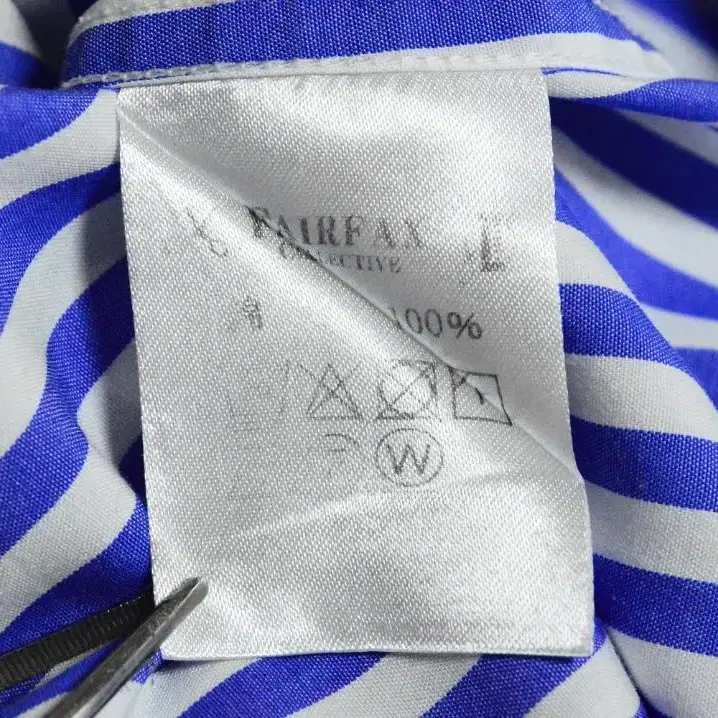 FAIRFAX
COLLECTIVE L
100%
W